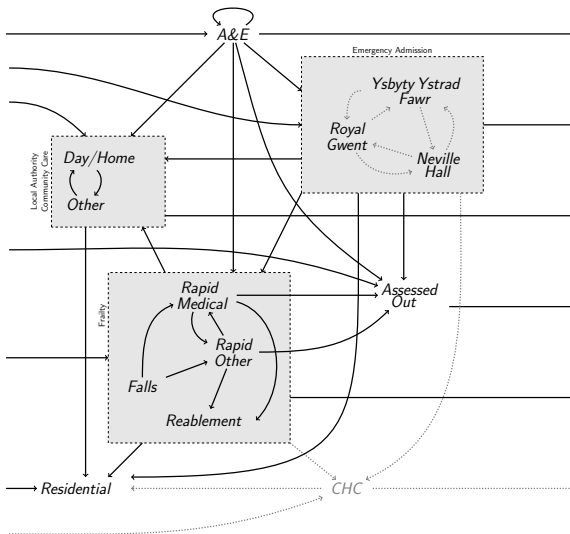 A&E
Emergency Admission
Ysbyty Ystrad
Fawr
Royal
Gwent
Neville
Hall
Local Authority
Community Care
Day/Home
Other
Frailty
Rapid
Medical
Rapid
Other
Falls
Reablement
Assessed
Out
Residential
CHC